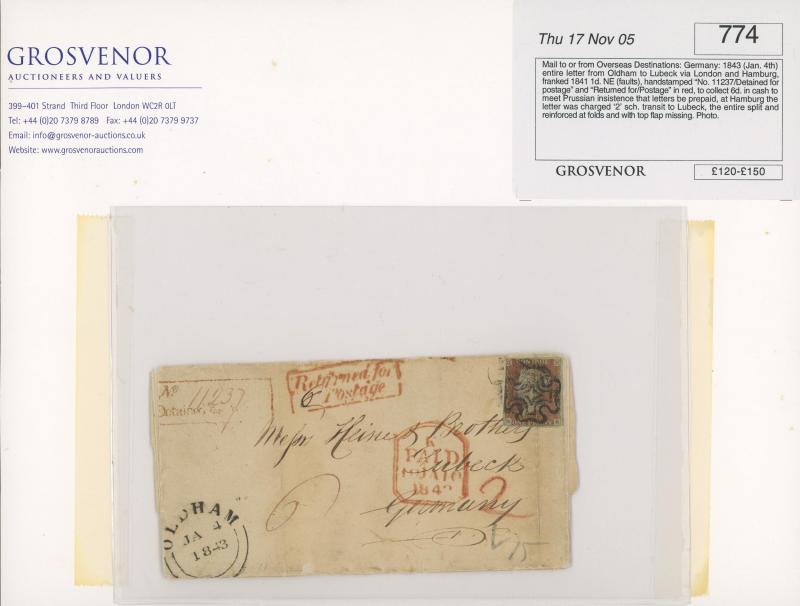 GROSVENOR
AUCTIONEERS AND VALUERS
399–401 Strand Third Floor London WC2R 0LT
Tel: +44 (0)20 7379 8789 Fax: +44 (0)20 7379 9737
Email: info@grosvenor-auctions.co.uk
Website: www.grosvenorauctions.com
Thu 17 Nov 05
774
Mail to or from Overseas Destinations: Germany: 1843 (Jan. 4th)
entire letter from Oldham to Lubeck via London and Hamburg,
franked 1841 1d. NE (faults), handstamped "No. 11237/Detained for
postage" and "Returned for/Postage" in red, to collect 6d. in cash to
meet Prussian insistence that letters be prepaid, at Hamburg the
letter was charged '2' sch. transit to Lubeck, the entire split and
reinforced at folds and with top flap missing. Photo.
GROSVENOR
£120-£150
Returned for
Postage
6
No 11237
Detained for
Messrs Heine & Brothers
Lubeck
Germany
PAID
184
2
6
OLDHAM
JA 4
1843